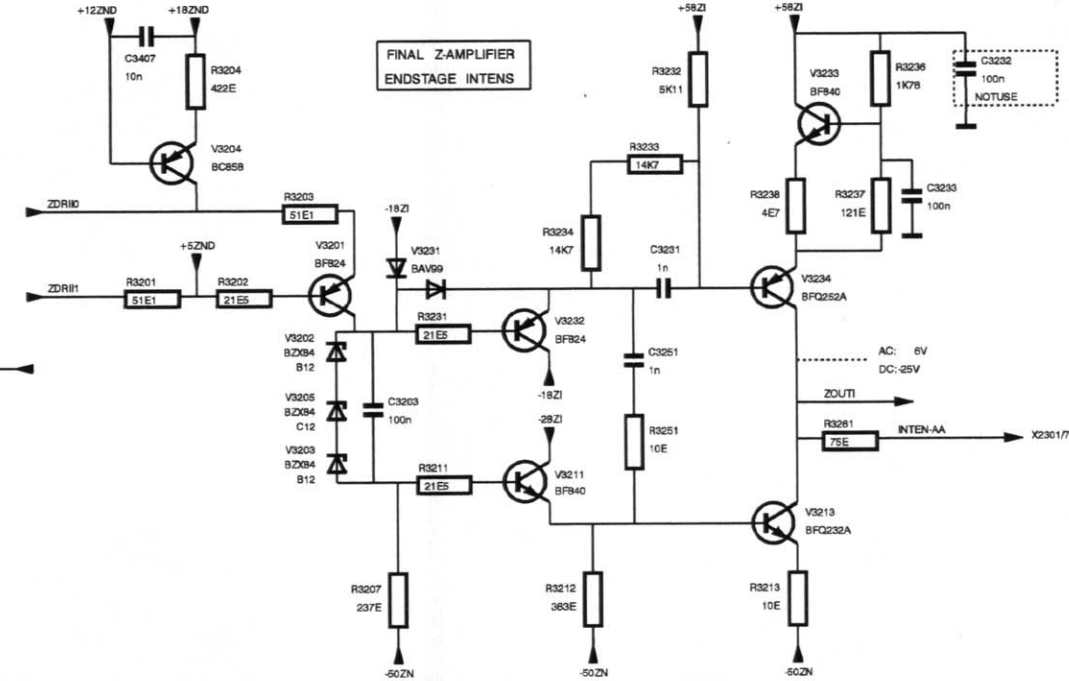 +12ZND
+18ZND
C3407
10n
R3204
422E
V3204
BC858
FINAL Z-AMPLIFIER
ENDSTAGE INTENS
+58ZI
R3232
5K11
+58ZI
V3233
BF840
R3236
1K78
C3232
100n
NOTUSE
R3233
14K7
R3238
4E7
R3237
121E
C3233
100n
ZDRII0
R3203
51E1
-18ZI
R3234
14K7
+5ZND
V3201
BF824
V3231
BAV99
C3231
1n
ZDRII1
R3201
51E1
R3202
21E5
V3234
BFQ252A
R3231
21E5
V3232
BF824
V3202
BZX84
B12
C3251
1n
AC: 6V
DC:-25V
-18ZI
ZOUTI
V3205
BZX84
C12
C3203
100n
-28ZI
R3251
10E
R3261
75E
INTEN-AA
X2301/7
V3203
BZX84
B12
R3211
21E5
V3211
BF840
V3213
BFQ232A
R3207
237E
R3212
383E
R3213
10E
-50ZN
-50ZN
-50ZN